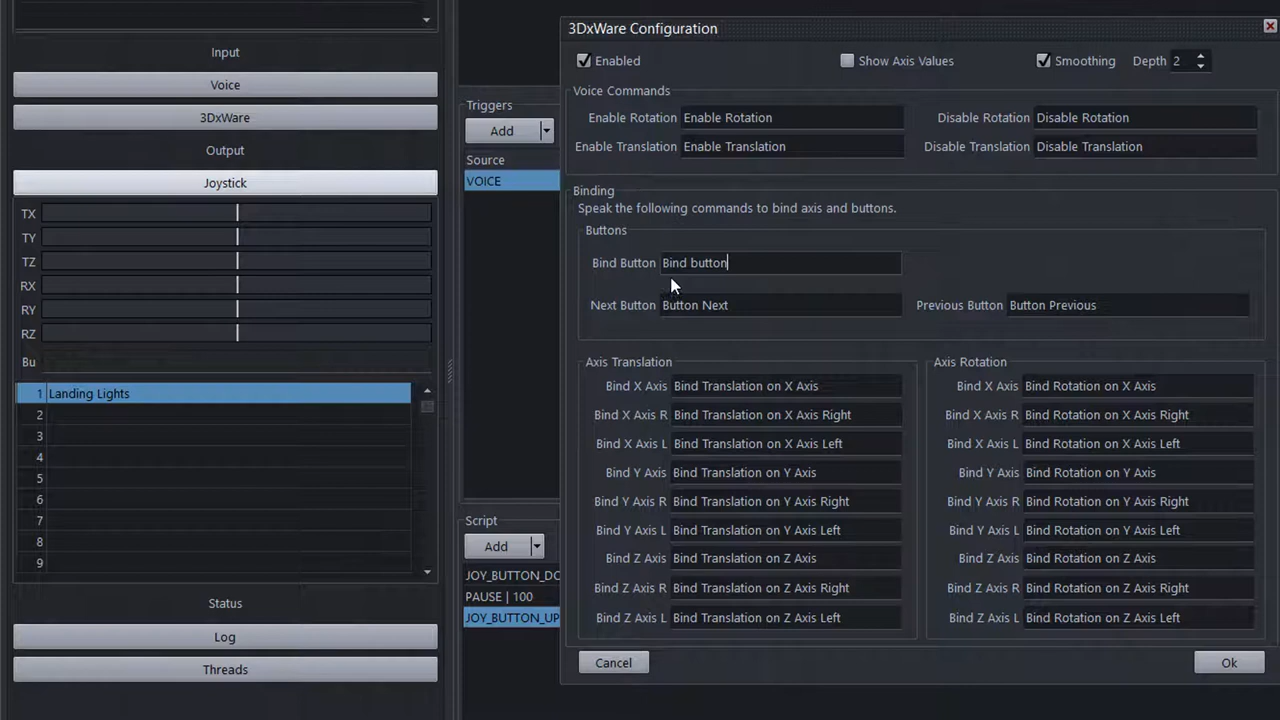 Input
Voice
3DxWare
Output
Joystick
TX
TY
TZ
RX
RY
RZ
Bu
1 Landing Lights
2
3
4
5
6
7
8
9
Status
Log
Threads
Triggers
Add
Source
VOICE
Script
Add
JOY_BUTTON_DO
PAUSE | 100
JOY_BUTTON_UP
3DxWare Configuration
Enabled Show Axis Values Smoothing Depth 2
Voice Commands
Enable Rotation Enable Rotation Disable Rotation Disable Rotation
Enable Translation Enable Translation Disable Translation Disable Translation
Binding
Speak the following commands to bind axis and buttons.
Buttons
Bind Button Bind button
Next Button Button Next Previous Button Button Previous
Axis Translation
Bind X Axis Bind Translation on X Axis
Bind X Axis R Bind Translation on X Axis Right
Bind X Axis L Bind Translation on X Axis Left
Bind Y Axis Bind Translation on Y Axis
Bind Y Axis R Bind Translation on Y Axis Right
Bind Y Axis L Bind Translation on Y Axis Left
Bind Z Axis Bind Translation on Z Axis
Bind Z Axis R Bind Translation on Z Axis Right
Bind Z Axis L Bind Translation on Z Axis Left
Axis Rotation
Bind X Axis Bind Rotation on X Axis
Bind X Axis R Bind Rotation on X Axis Right
Bind X Axis L Bind Rotation on X Axis Left
Bind Y Axis Bind Rotation on Y Axis
Bind Y Axis R Bind Rotation on Y Axis Right
Bind Y Axis L Bind Rotation on Y Axis Left
Bind Z Axis Bind Rotation on Z Axis
Bind Z Axis R Bind Rotation on Z Axis Right
Bind Z Axis L Bind Rotation on Z Axis Left
Cancel Ok